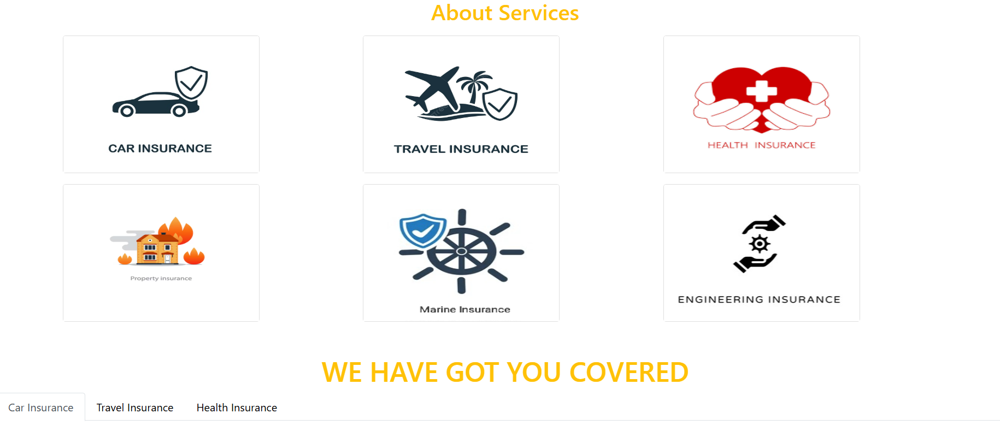 About Services
CAR INSURANCE
TRAVEL INSURANCE
HEALTH INSURANCE
Property insurance
Marine Insurance
ENGINEERING INSURANCE
WE HAVE GOT YOU COVERED
Car Insurance
Travel Insurance
Health Insurance